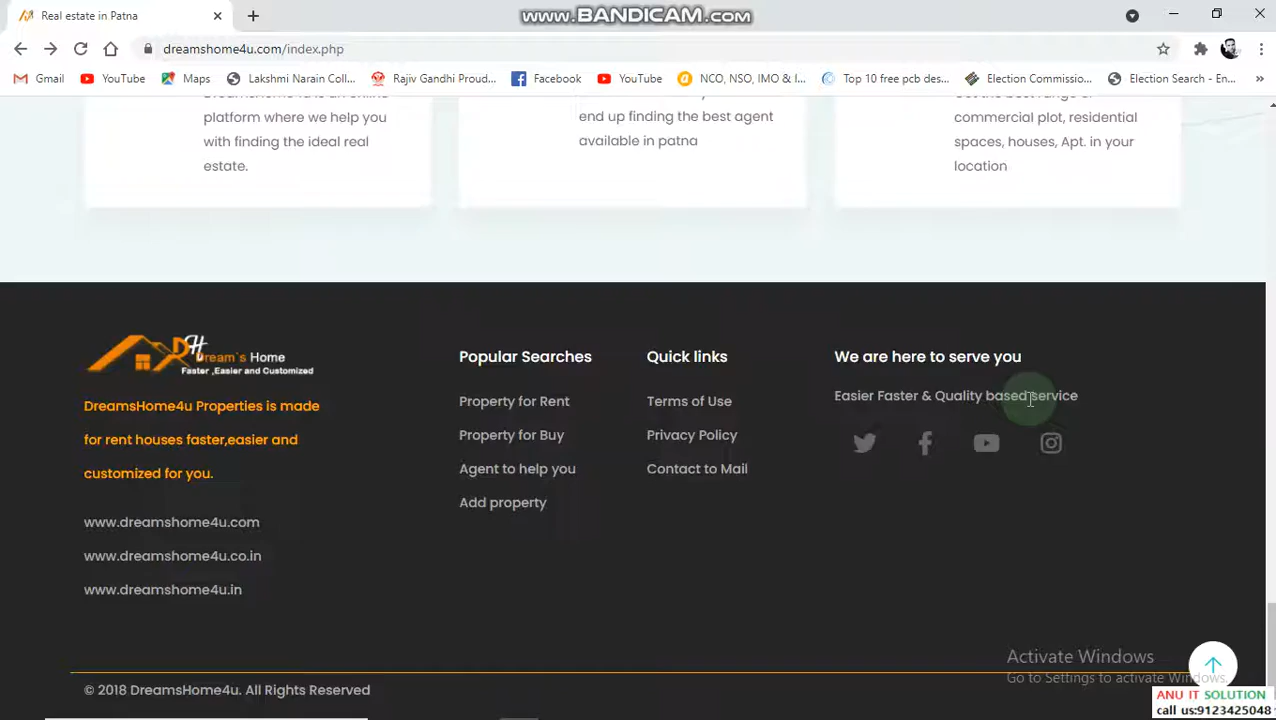 Real estate in Patna
www.BANDICAM.com
dreamshome4u.com/index.php
Gmail
YouTube
Maps
Lakshmi Narain Coll...
Rajiv Gandhi Proud...
Facebook
YouTube
NCO, NSO, IMO & I...
Top 10 free pcb des...
Election Commissio...
Election Search - En...
platform where we help you
with finding the ideal real
estate.
end up finding the best agent
available in patna
commercial plot, residential
spaces, houses, Apt. in your
location
DH
Dream`s Home
Faster ,Easier and Customized
DreamsHome4u Properties is made
for rent houses faster,easier and
customized for you.
www.dreamshome4u.com
www.dreamshome4u.co.in
www.dreamshome4u.in
Popular Searches
Property for Rent
Property for Buy
Agent to help you
Add property
Quick links
Terms of Use
Privacy Policy
Contact to Mail
We are here to serve you
Easier Faster & Quality based service
© 2018 DreamsHome4u. All Rights Reserved
Activate Windows
Go to Settings to activate Windows.
ANU IT SOLUTION
call us:9123425048